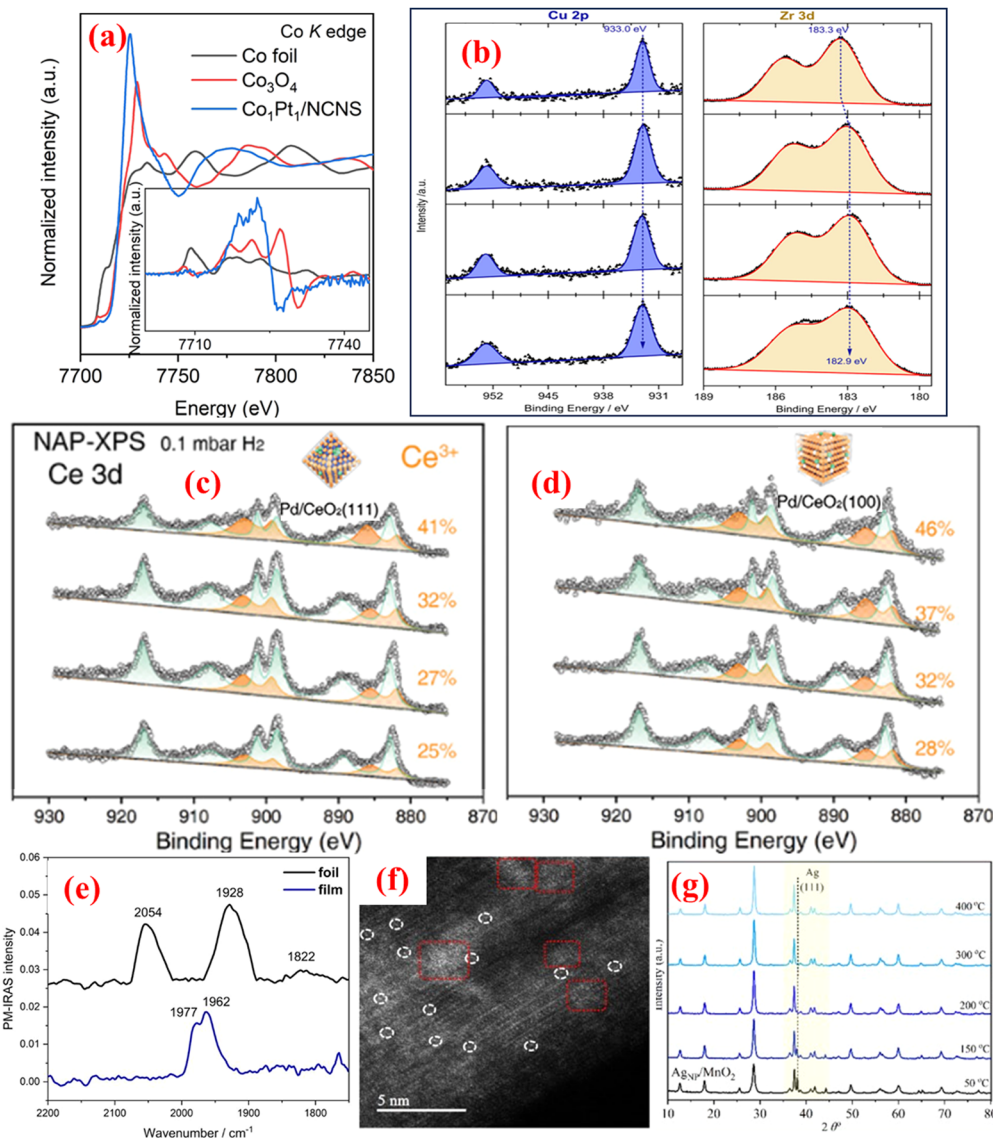 (a)
Co K edge
Co foil
Co₃O₄
Co₁Pt₁/NCNS
Normalized intensity (a.u.)
Normalized intensity (a.u.)
7710 7740
7700 7750 7800 7850
Energy (eV)
(b)
Cu 2p
Zr 3d
933.0 eV
183.3 eV
182.9 eV
Intensity /a.u.
952 945 938 931
189 186 183 180
Binding Energy / eV
Binding Energy / eV
NAP-XPS 0.1 mbar H₂
Ce 3d
(c)
Ce³⁺
Pd/CeO₂(111)
41%
32%
27%
25%
930 920 910 900 890 880 870
Binding Energy (eV)
(d)
Pd/CeO₂(100)
46%
37%
32%
28%
930 920 910 900 890 880 870
Binding Energy (eV)
(e)
foil
film
2054
1928
1822
1977
1962
PM-IRAS intensity
0.06
0.05
0.04
0.03
0.02
0.01
0.00
2200 2100 2000 1900 1800
Wavenumber / cm⁻¹
(f)
5 nm
(g)
Ag
(111)
400 °C
300 °C
200 °C
150 °C
50 °C
Ag_NP/MnO₂
Intensity (a.u.)
10 20 30 40 50 60 70 80
2 θ°